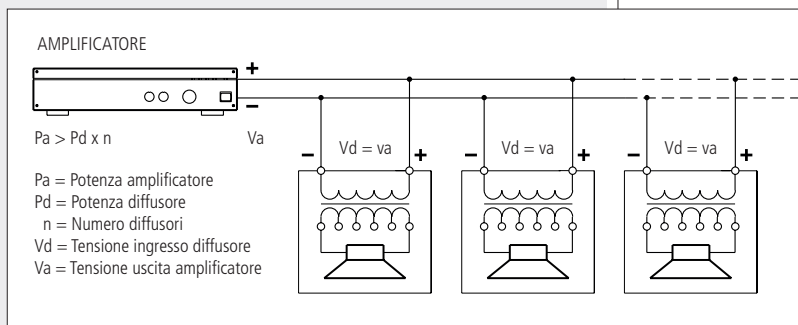 AMPLIFICATORE
+
−
Pa > Pd x n
Va
− Vd = va +
− Vd = va +
− Vd = va +
Pa = Potenza amplificatore
Pd = Potenza diffusore
n = Numero diffusori
Vd = Tensione ingresso diffusore
Va = Tensione uscita amplificatore